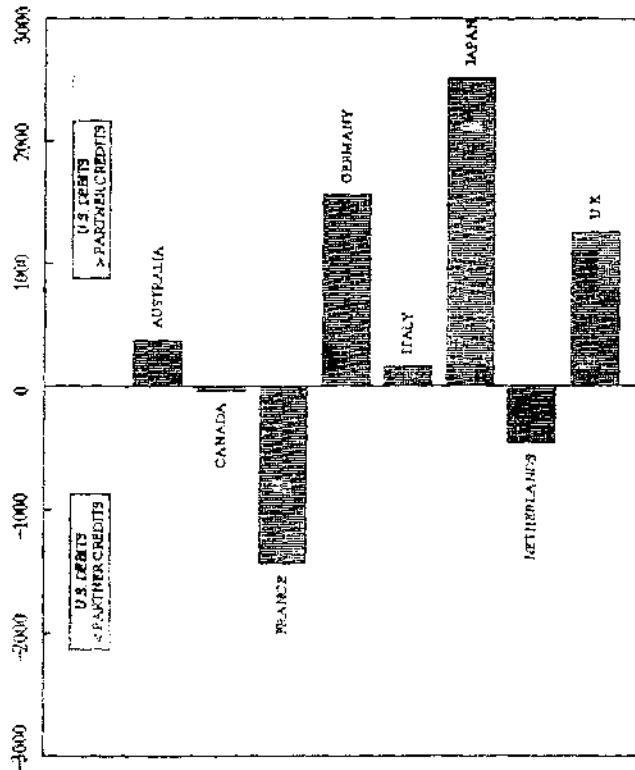 3000
2000
1000
0
-1000
-2000
-3000
U.S. DEBITS
> PARTNER CREDITS
U.S. DEBITS
< PARTNER CREDITS
AUSTRALIA
CANADA
FRANCE
GERMANY
ITALY
JAPAN
NETHERLANDS
U K